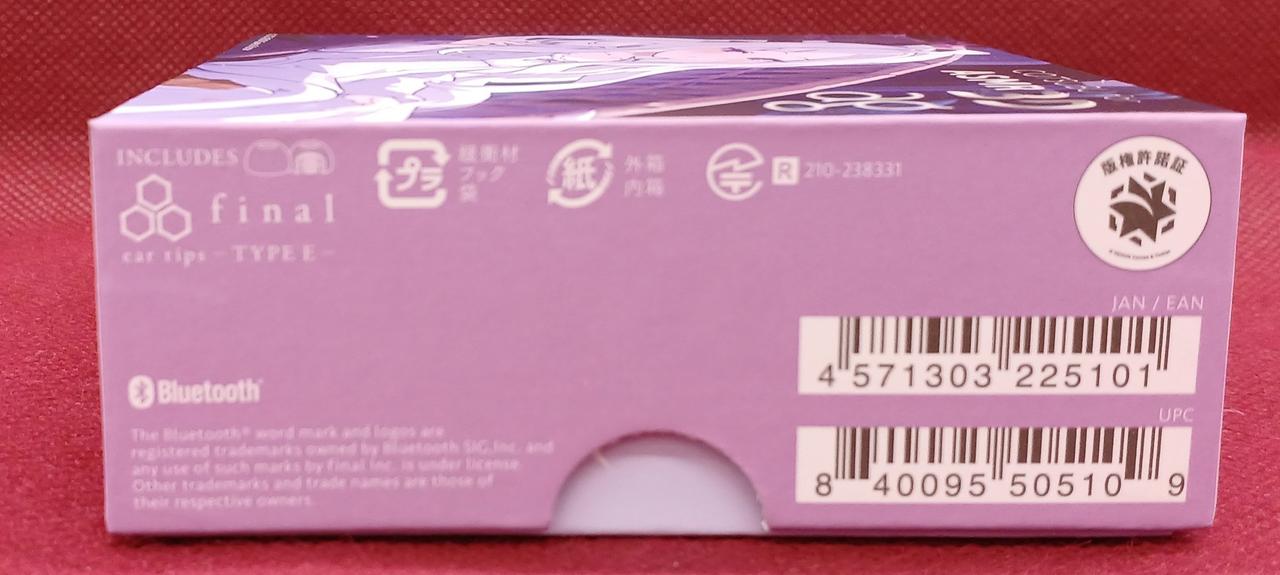 INCLUDES
final
ear tips - TYPE E -
プラ
緩衝材
フック
袋
紙
外箱
内箱
R 210-238331
版権許諾証
JAN / EAN
4 571303 225101
UPC
8 40095 50510 9
Bluetooth
The Bluetooth® word mark and logos are
registered trademarks owned by Bluetooth SIG,Inc. and
any use of such marks by final Inc. is under license.
Other trademarks and trade names are those of
their respective owners.